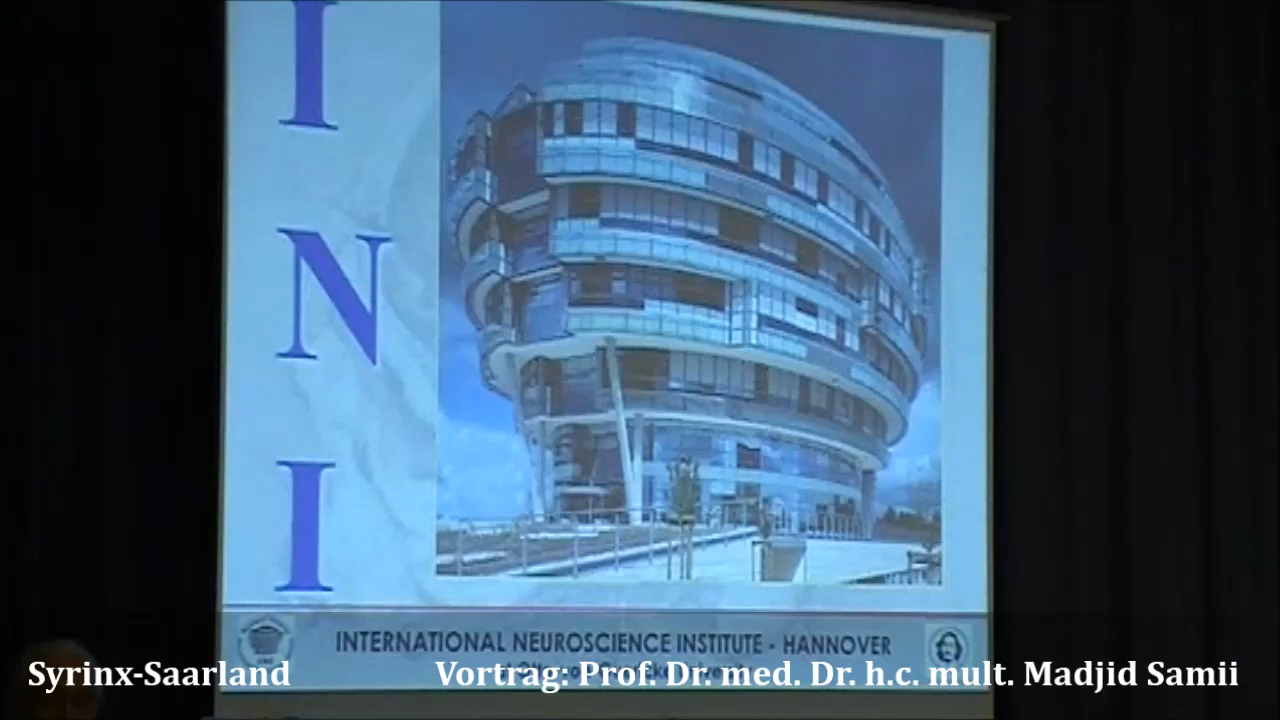 I
N
I
INTERNATIONAL NEUROSCIENCE INSTITUTE - HANNOVER
Syrinx-Saarland
Vortrag: Prof. Dr. med. Dr. h.c. mult. Madjid Samii